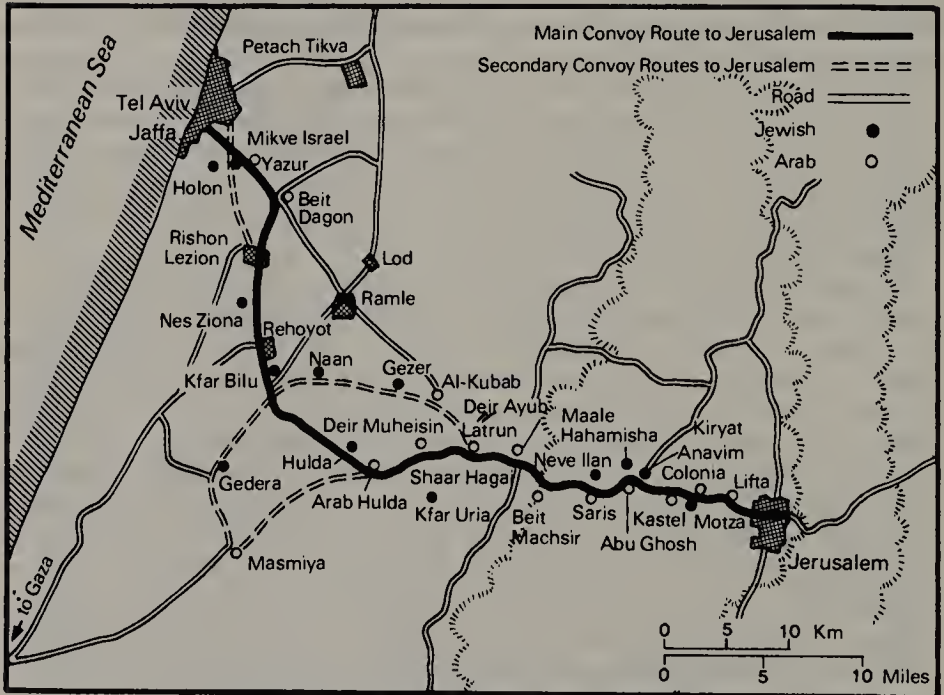 Main Convoy Route to Jerusalem
Secondary Convoy Routes to Jerusalem
Road
Jewish
Arab
Mediterranean Sea
Petach Tikva
Tel Aviv
Jaffa
Mikve Israel
Yazur
Holon
Beit
Dagon
Rishon
Lezion
Lod
Ramle
Nes Ziona
Rehoyot
Naan
Kfar Bilu
Gezer
Al-Kubab
Deir Ayub
Deir Muheisin
Latrun
Maale
Hahamisha
Kiryat
Anavim
Neve Ilan
Colonia
Lifta
Hulda
Shaar Hagai
Gedera
Arab Hulda
Kfar Uria
Beit
Machsir
Saris
Kastel
Motza
Abu Ghosh
Jerusalem
Masmiya
to Gaza
0 5 10 Km
0 5 10 Miles